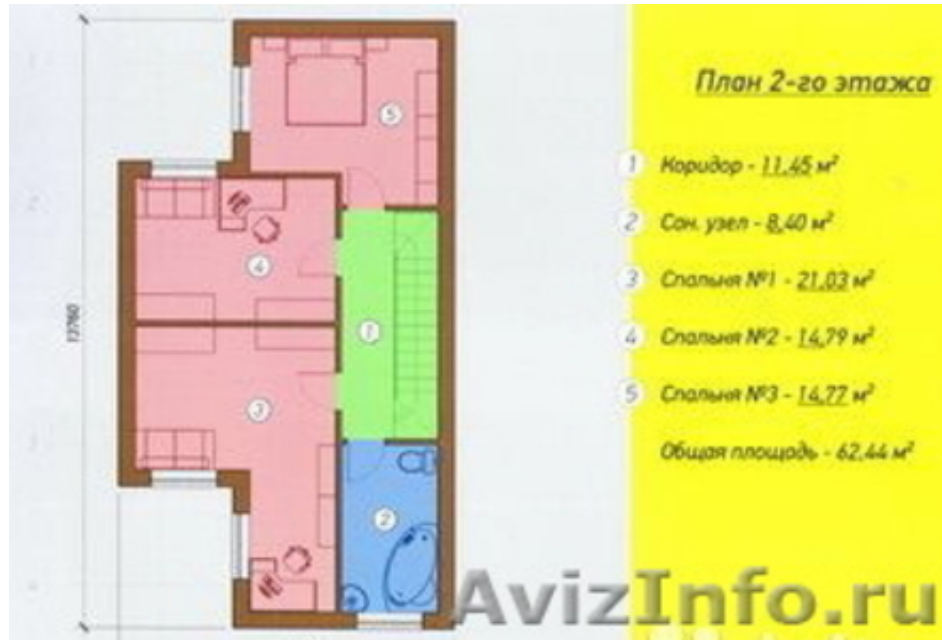 План 2-го этажа
1 Коридор - 11,45 м²
2 Сан. узел - 8,40 м²
3 Спальня №1 - 21,03 м²
4 Спальня №2 - 14,79 м²
5 Спальня №3 - 14,77 м²
Общая площадь - 62,44 м²
13760
5
4
1
3
2
AvizInfo.ru